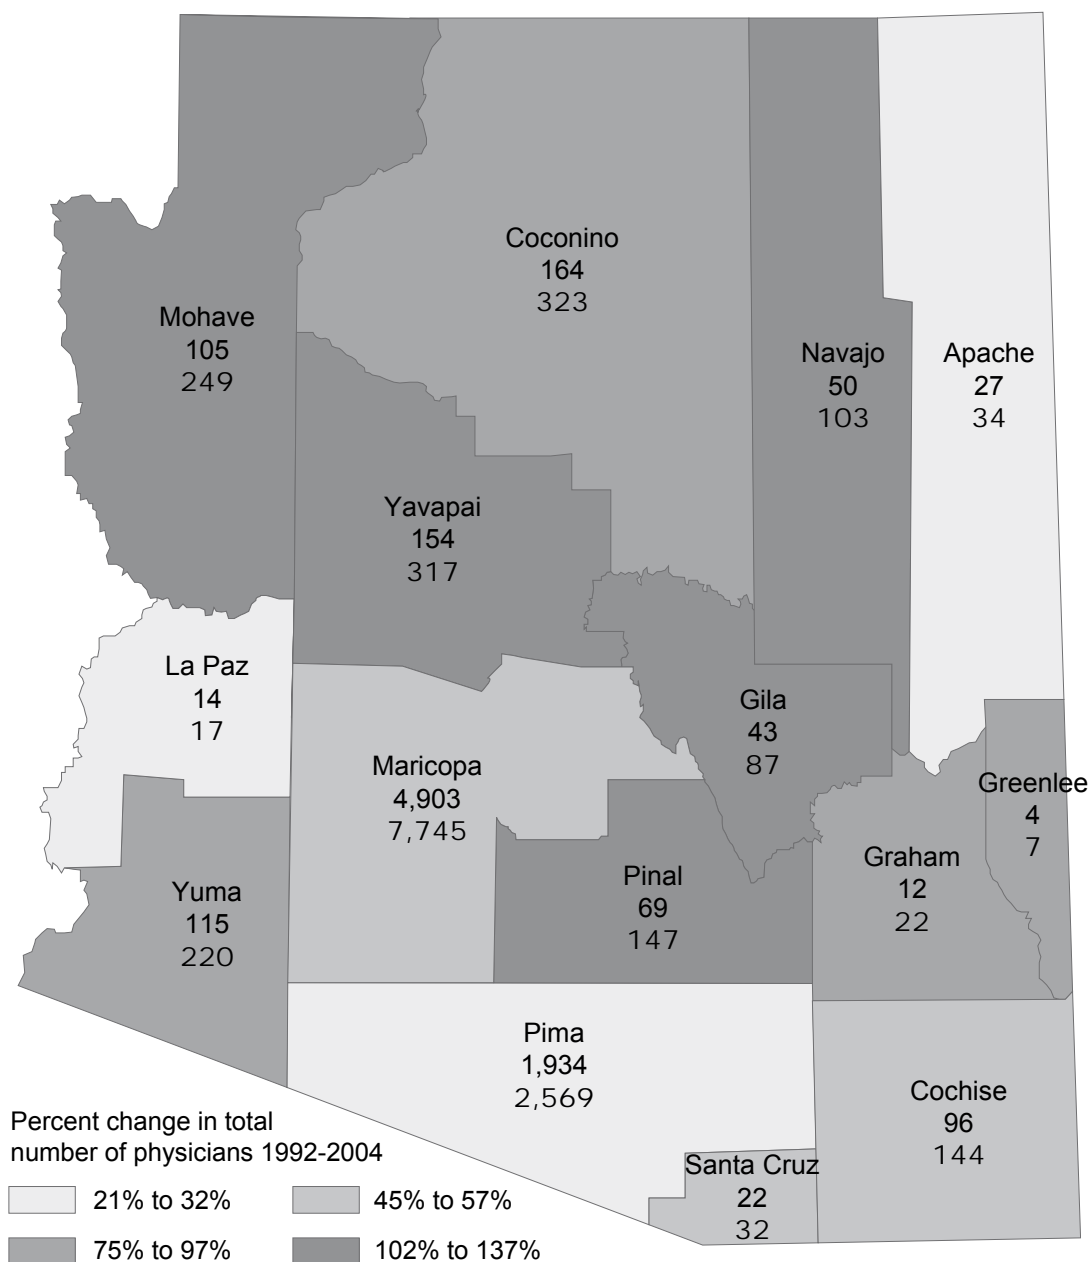 Coconino
164
323
Mohave
105
249
Navajo
50
103
Apache
27
34
Yavapai
154
317
La Paz
14
17
Gila
43
87
Maricopa
4,903
7,745
Greenlee
4
7
Graham
12
22
Pinal
69
147
Yuma
115
220
Pima
1,934
2,569
Cochise
96
144
Santa Cruz
22
32
Percent change in total
number of physicians 1992-2004
21% to 32%
45% to 57%
75% to 97%
102% to 137%